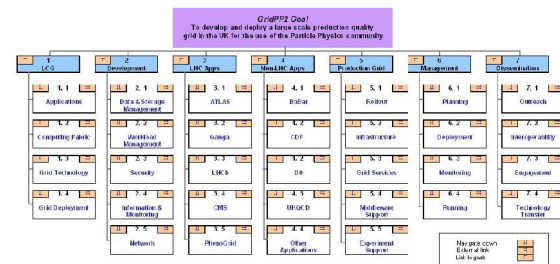 GridPP2 Goal
To develop and deploy a large scale production quality
grid in the UK for the use of the Particle Physics community
1
LCG
2
Development
3
LHC Apps
4
Non-LHC Apps
5
Production Grid
6
Management
7
Dissemination
1. 1
Applications
1. 2
Computing Fabric
1. 3
Grid Technology
1. 4
Grid Deployment
2. 1
Data & Storage
Management
2. 2
Workload
Management
2. 3
Security
2. 4
Information &
Monitoring
2. 5
Network
3. 1
ATLAS
3. 2
Ganga
3. 3
LHCb
3. 4
CMS
3. 5
PhenoGrid
4. 1
BaBar
4. 2
CDF
4. 2
D0
4. 3
UKQCD
4. 4
Other
Applications
5. 1
Rollout
5. 2
Infrastructure
5. 3
Grid Services
5. 4
Middleware
Support
5. 5
Experiment
Support
6. 1
Planning
6. 2
Deployment
6. 3
Monitoring
6. 4
Running
7. 1
Outreach
7. 2
Interoperability
7. 3
Engagement
7. 4
Technology
Transfer
Navigate down
External link
Link to goals